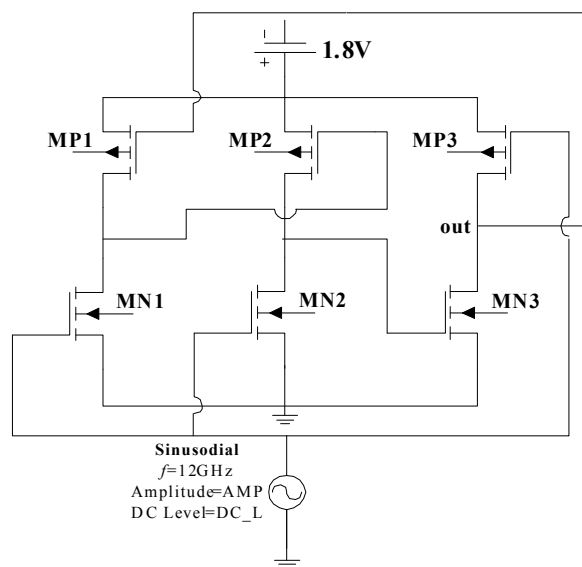 -
+
1.8V
MP1
MP2
MP3
out
MN1
MN2
MN3
Sinusodial
f=12GHz
Amplitude=AMP
DC Level=DC_L